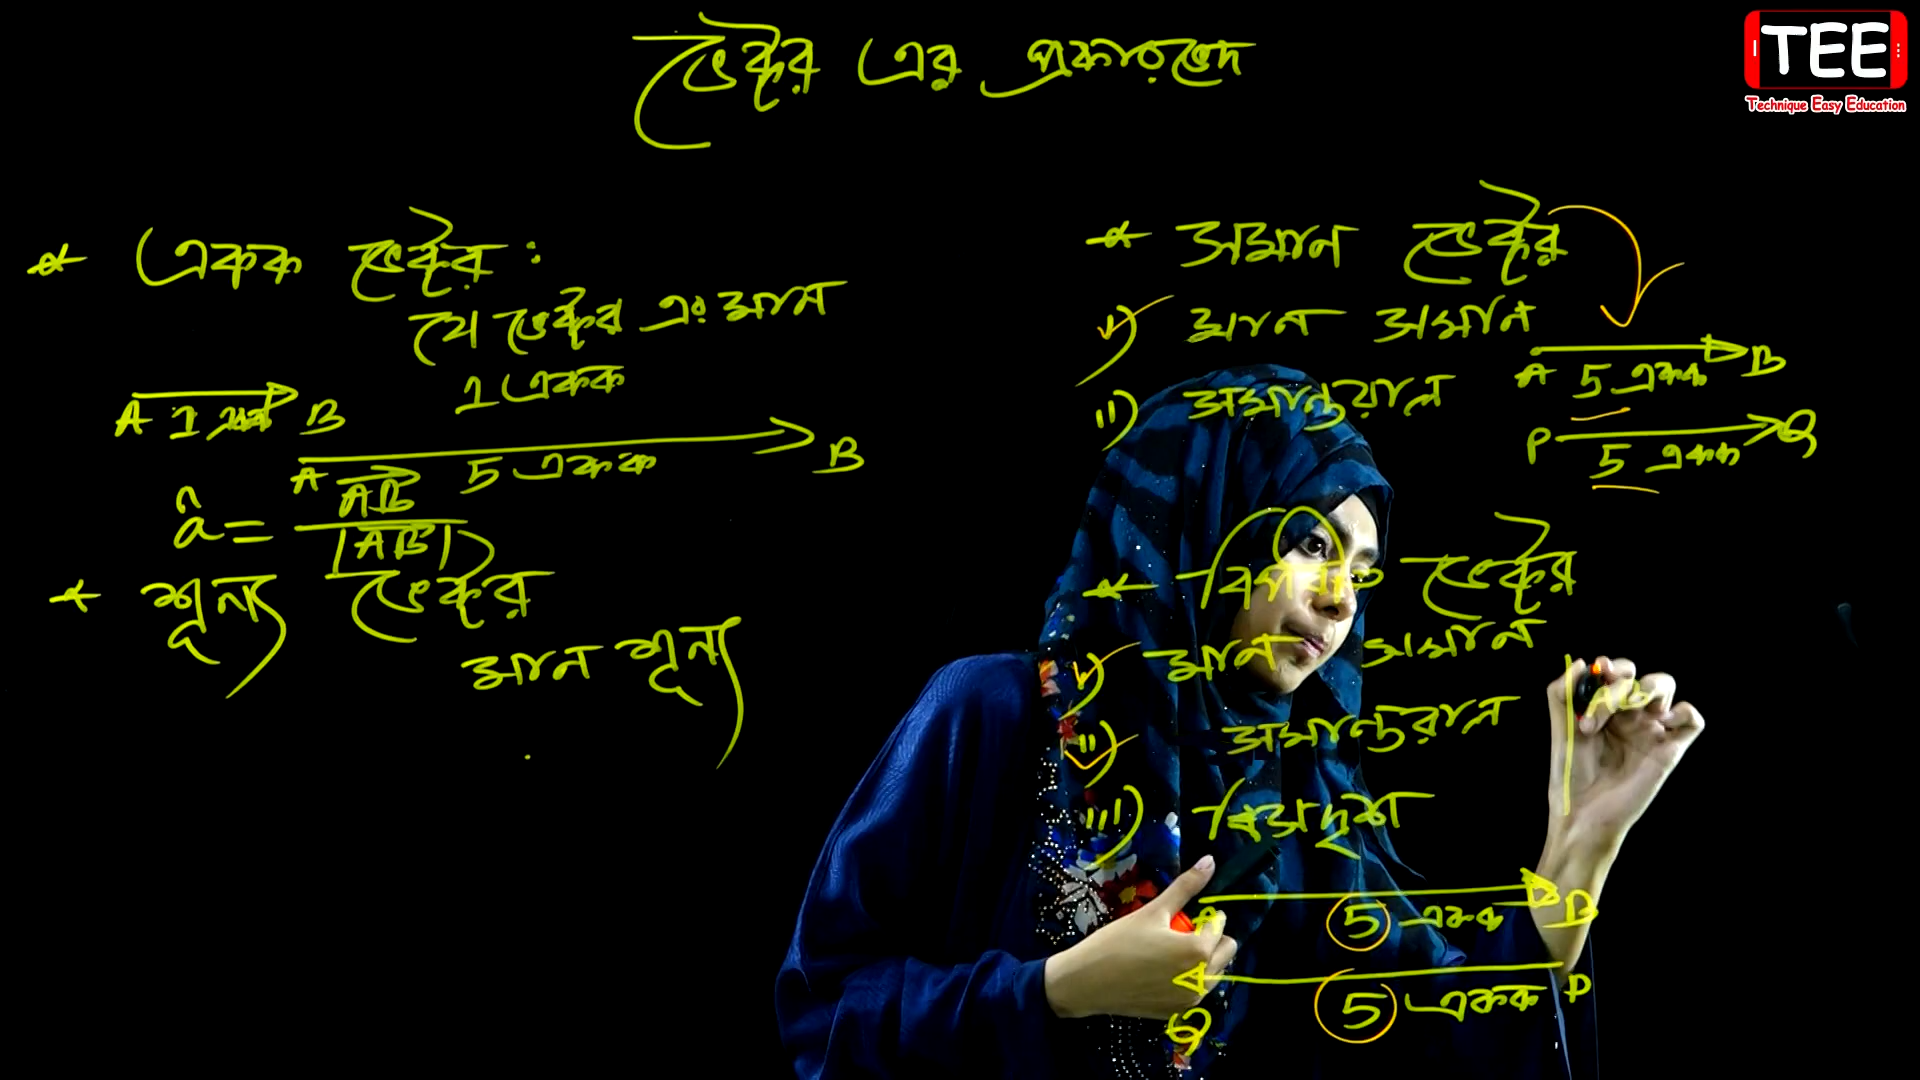 ভেক্টর এর প্রকারভেদ
TEE
Technique Easy Education
* একক ভেক্টর :
যে ভেক্টর এর মান
1 একক
A 1 একক B
A 5 একক B
â = AB / |AB|
* শূন্য ভেক্টর
মান শূন্য
* সমান ভেক্টর
i) মান সমান
ii) সমান্তরাল
A 5 একক B
P 5 একক Q
* বিপরীত ভেক্টর
i) মান সমান
ii) সমান্তরাল
iii) বিসদৃশ
A 5 একক B
Q 5 একক P